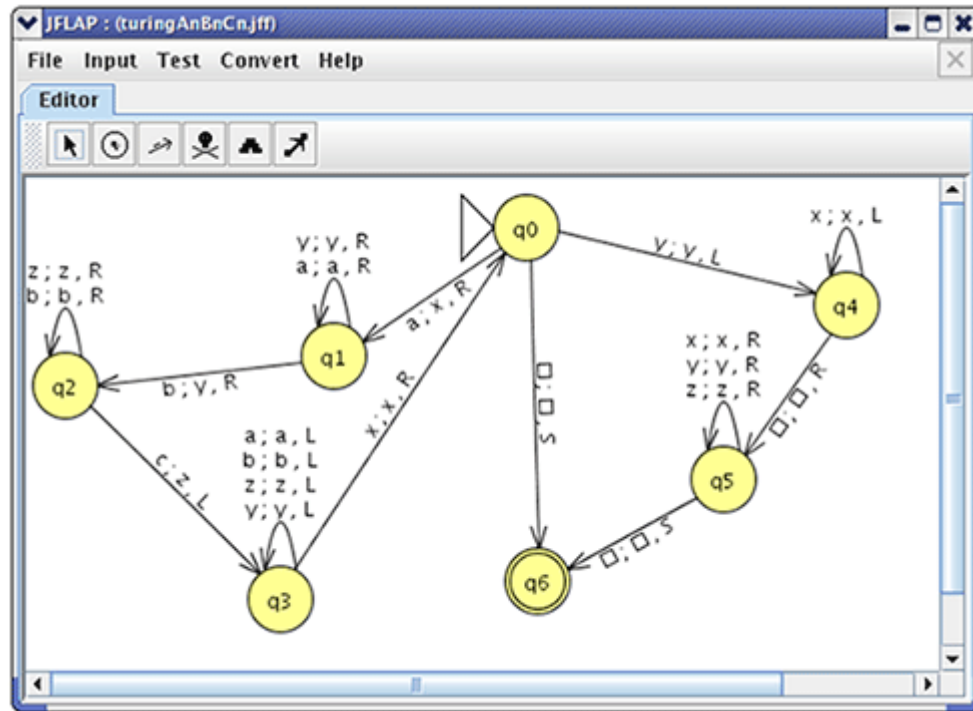 JFLAP : (turingAnBnCn.jff)
File Input Test Convert Help
Editor
q0
y ; y , L
x ; x , L
q4
y ; y , R
a ; a , R
q1
a ; x , R
z ; z , R
b ; b , R
q2
b ; y , R
x ; x , R
□ ; □ , S
x ; x , R
y ; y , R
z ; z , R
q5
□ ; □ , R
c ; z , L
a ; a , L
b ; b , L
z ; z , L
y ; y , L
q3
□ ; □ , S
q6